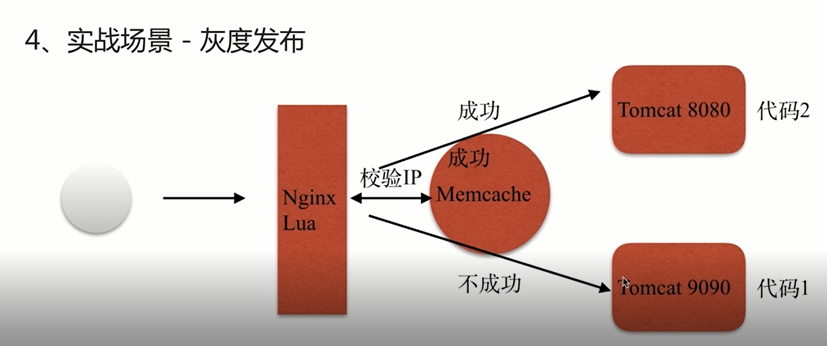 4、实战场景 - 灰度发布
成功
Tomcat 8080
代码2
成功
校验IP
Nginx
Lua
Memcache
不成功
Tomcat 9090
代码1